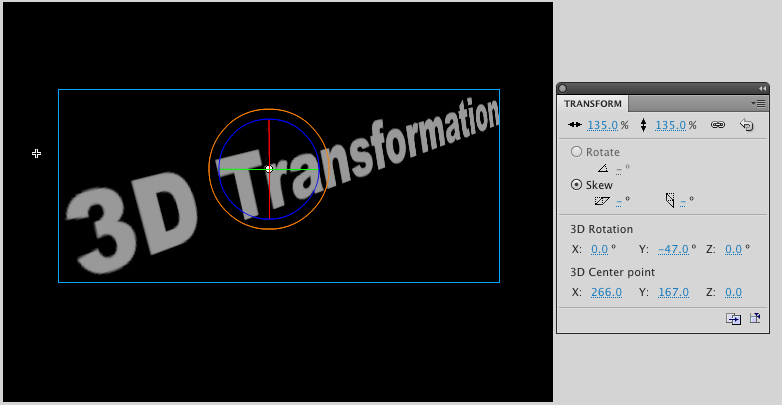 3D Transformation
TRANSFORM
135.0 % 135.0 %
Rotate
– °
Skew
– ° – °
3D Rotation
X: 0.0 ° Y: –47.0 ° Z: 0.0 °
3D Center point
X: 266.0 Y: 167.0 Z: 0.0